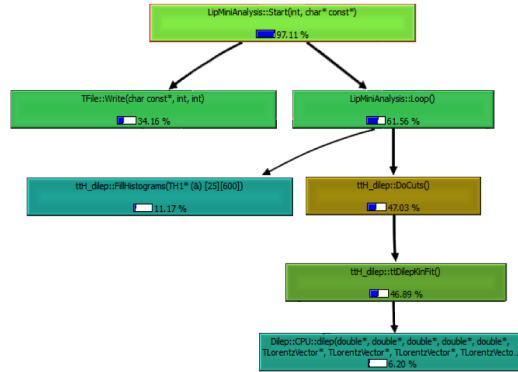 LipMiniAnalysis::Start(int, char* const*)
97.11 %
TFile::Write(char const*, int, int)
34.16 %
LipMiniAnalysis::Loop()
61.56 %
ttH_dilep::FillHistograms(TH1* (&) [25][600])
11.17 %
ttH_dilep::DoCuts()
47.03 %
ttH_dilep::ttDilepKinFit()
46.89 %
Dilep::CPU::dilep(double*, double*, double*, double*, double*,
TLorentzVector*, TLorentzVector*, TLorentzVector*, TLorentzVecto...
6.20 %